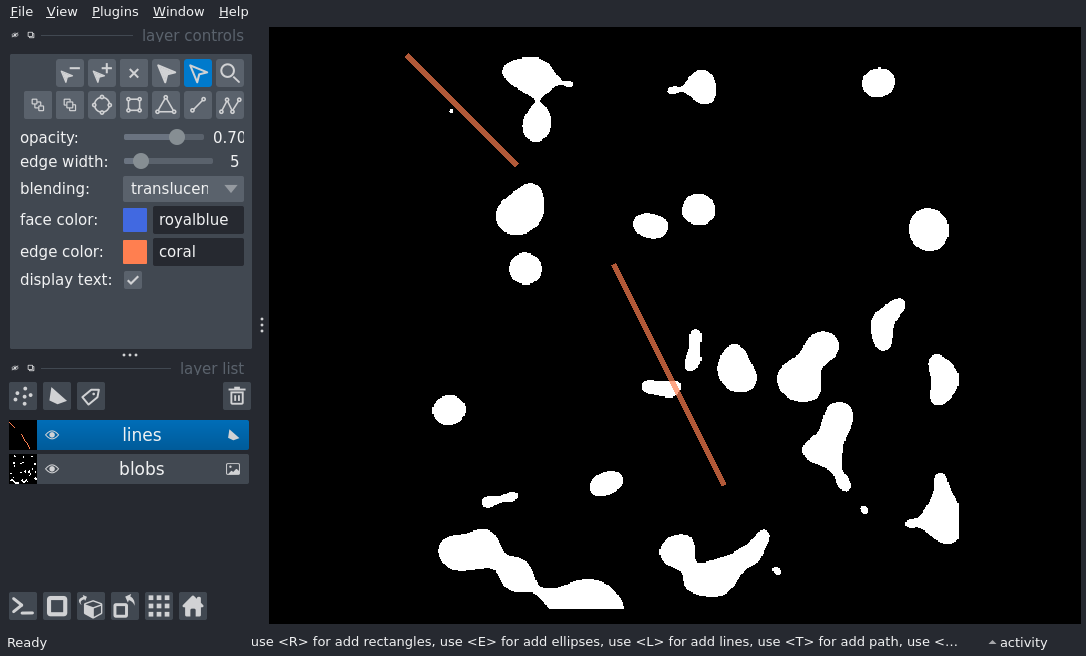 File View Plugins Window Help
layer controls
opacity: 0.70
edge width: 5
blending: translucen
face color: royalblue
edge color: coral
display text:
layer list
lines
blobs
Ready use <R> for add rectangles, use <E> for add ellipses, use <L> for add lines, use <T> for add path, use <... activity